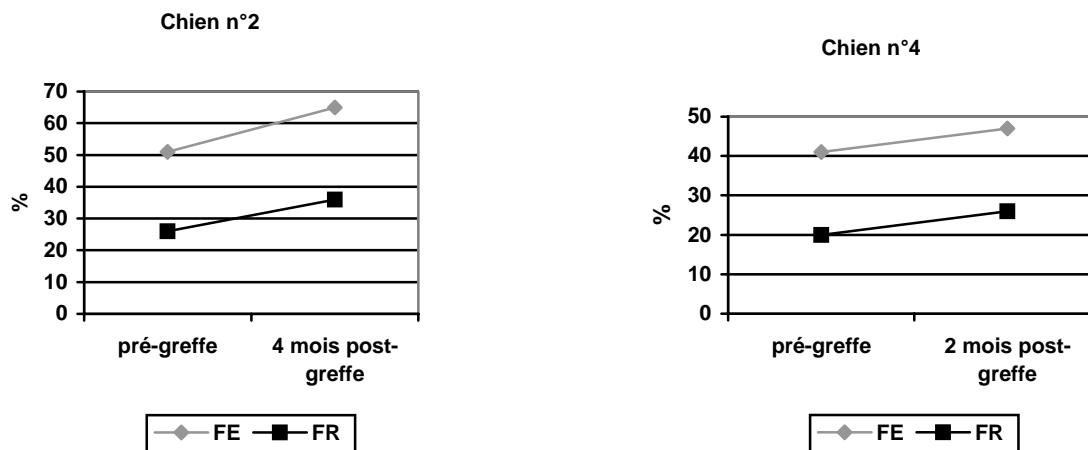 Chien n°2
70
60
50
40
30
20
10
0
%
pré-greffe
4 mois post-
greffe
FE FR
Chien n°4
50
40
30
20
10
0
%
pré-greffe
2 mois post-
greffe
FE FR